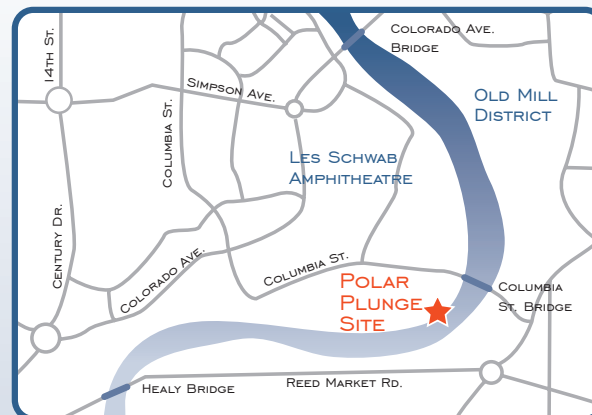 14th St.
Colorado Ave.
Bridge
Simpson Ave.
Columbia St.
Old Mill
District
Les Schwab
Amphitheatre
Century Dr.
Colorado Ave.
Columbia St.
Polar
Plunge
Site
Columbia
St. Bridge
Healy Bridge
Reed Market Rd.